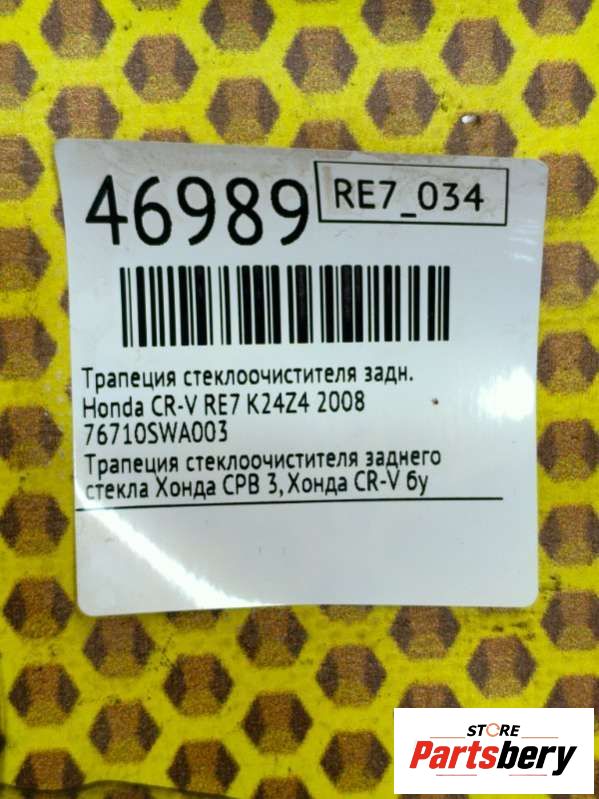 46989
RE7_034
Трапеция стеклоочистителя задн.
Honda CR-V RE7 K24Z4 2008
76710SWA003
Трапеция стеклоочистителя заднего
стекла Хонда СРВ 3, Хонда CR-V бу
STORE
Partsbery